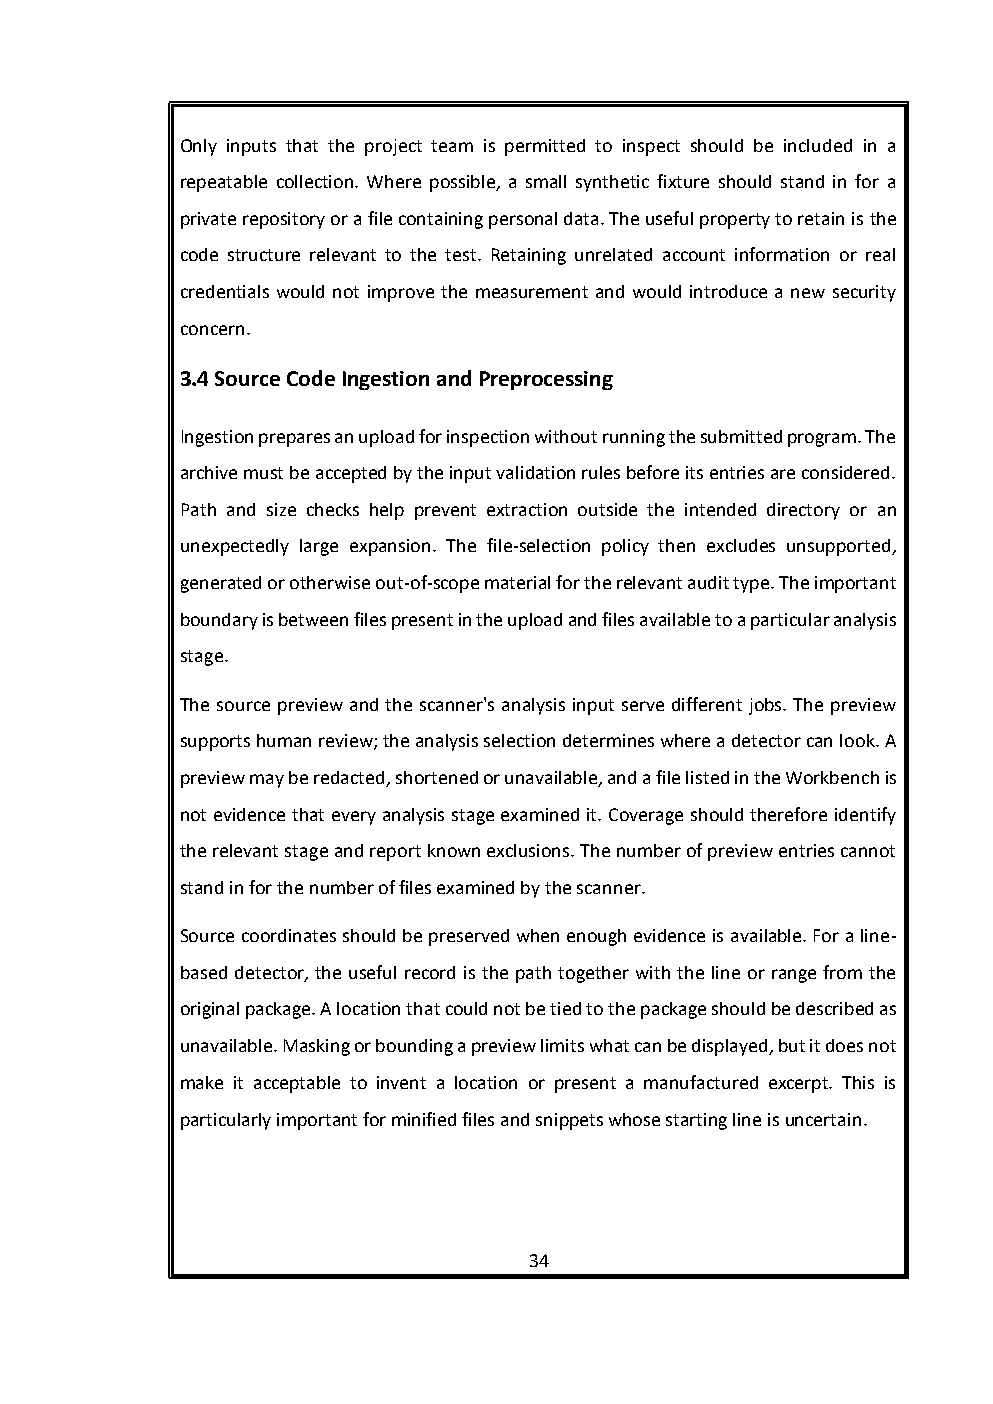 Only inputs that the project team is permitted to inspect should be included in a
repeatable collection. Where possible, a small synthetic fixture should stand in for a
private repository or a file containing personal data. The useful property to retain is the
code structure relevant to the test. Retaining unrelated account information or real
credentials would not improve the measurement and would introduce a new security
concern.
3.4 Source Code Ingestion and Preprocessing
Ingestion prepares an upload for inspection without running the submitted program. The
archive must be accepted by the input validation rules before its entries are considered.
Path and size checks help prevent extraction outside the intended directory or an
unexpectedly large expansion. The file-selection policy then excludes unsupported,
generated or otherwise out-of-scope material for the relevant audit type. The important
boundary is between files present in the upload and files available to a particular analysis
stage.
The source preview and the scanner's analysis input serve different jobs. The preview
supports human review; the analysis selection determines where a detector can look. A
preview may be redacted, shortened or unavailable, and a file listed in the Workbench is
not evidence that every analysis stage examined it. Coverage should therefore identify
the relevant stage and report known exclusions. The number of preview entries cannot
stand in for the number of files examined by the scanner.
Source coordinates should be preserved when enough evidence is available. For a line-
based detector, the useful record is the path together with the line or range from the
original package. A location that could not be tied to the package should be described as
unavailable. Masking or bounding a preview limits what can be displayed, but it does not
make it acceptable to invent a location or present a manufactured excerpt. This is
particularly important for minified files and snippets whose starting line is uncertain.
34